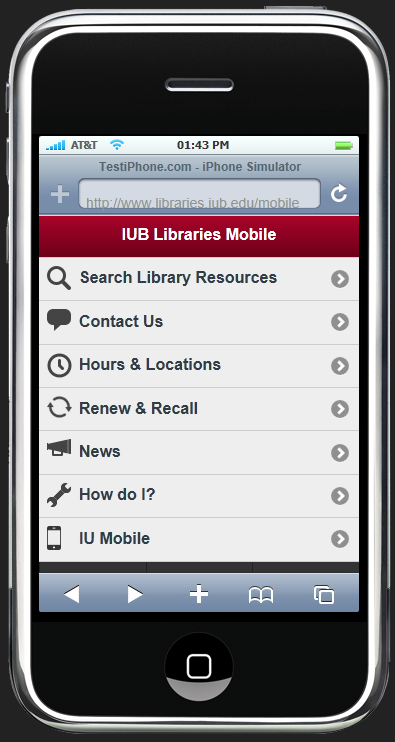 AT&T 01:43 PM
TestiPhone.com - iPhone Simulator
http://www.libraries.iub.edu/mobile
IUB Libraries Mobile
Search Library Resources
Contact Us
Hours & Locations
Renew & Recall
News
How do I?
IU Mobile